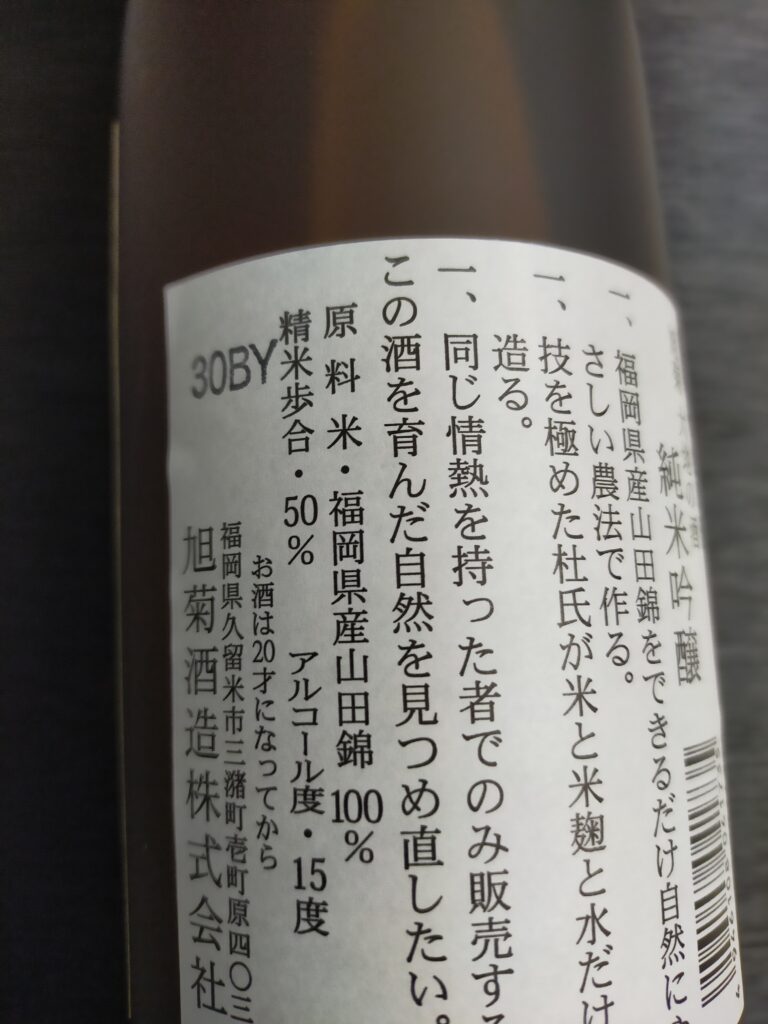 大地の酒
純米吟醸
一、福岡県産山田錦をできるだけ自然に
さしい農法で作る。
一、技を極めた杜氏が米と米麹と水だけ
造る。
一、同じ情熱を持った者でのみ販売する
この酒を育んだ自然を見つめ直したい。
原料米・福岡県産山田錦100%
精米歩合・50% アルコール度・15度
お酒は20才になってから
福岡県久留米市三潴町壱町原四〇三
旭菊酒造株式会社
30BY